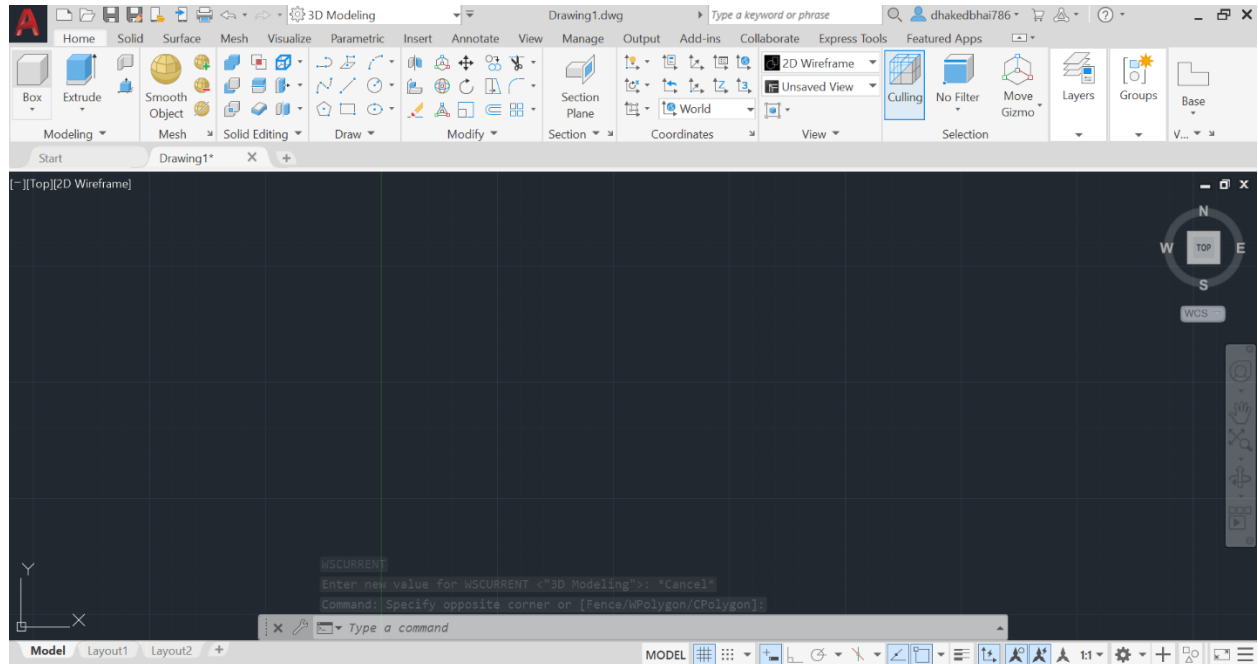 3D Modeling Drawing1.dwg Type a keyword or phrase dhakedbhai786
Home Solid Surface Mesh Visualize Parametric Insert Annotate View Manage Output Add-ins Collaborate Express Tools Featured Apps
2D Wireframe
Unsaved View
Box Extrude Smooth Object Section Plane Culling No Filter Move Gizmo Layers Groups Base
World
Modeling Mesh Solid Editing Draw Modify Section Coordinates View Selection V...
Start Drawing1* X +
[−][Top][2D Wireframe]
N
W TOP E
S
WCS
WSCURRENT
Enter new value for WSCURRENT <"3D Modeling">: *Cancel*
Command: Specify opposite corner or [Fence/WPolygon/CPolygon]:
Y
X
Type a command
Model Layout1 Layout2 + MODEL 1:1